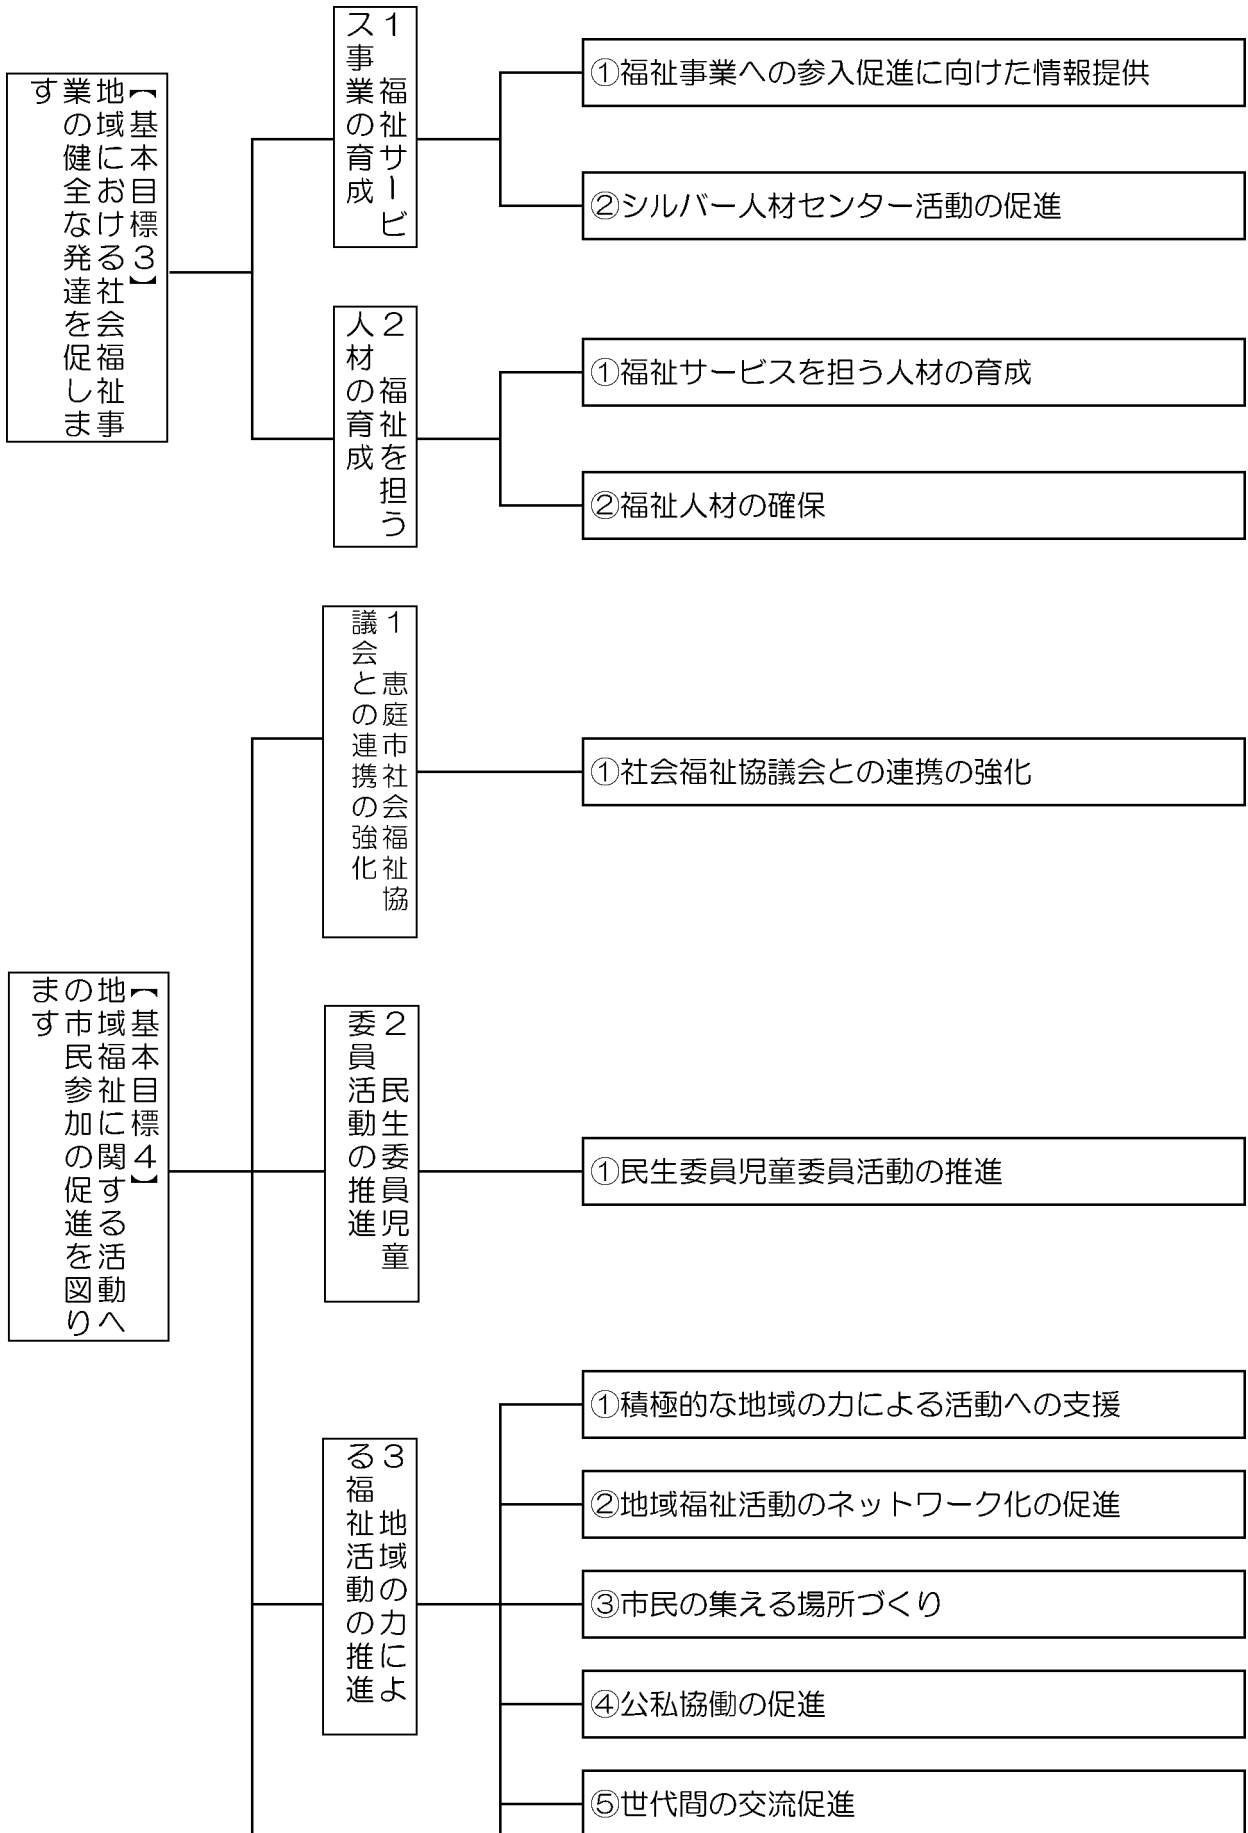 【基本目標３】
地域における社会福祉事
業の健全な発達を促しま
す
１　福祉サービ
ス事業の育成
①福祉事業への参入促進に向けた情報提供
②シルバー人材センター活動の促進
２　福祉を担う
人材の育成
①福祉サービスを担う人材の育成
②福祉人材の確保
【基本目標４】
地域福祉に関する活動へ
の市民参加の促進を図り
ます
１　恵庭市社会福祉協
議会との連携の強化
①社会福祉協議会との連携の強化
２　民生委員児童
委員活動の推進
①民生委員児童委員活動の推進
３　地域の力によ
る福祉活動の推進
①積極的な地域の力による活動への支援
②地域福祉活動のネットワーク化の促進
③市民の集える場所づくり
④公私協働の促進
⑤世代間の交流促進